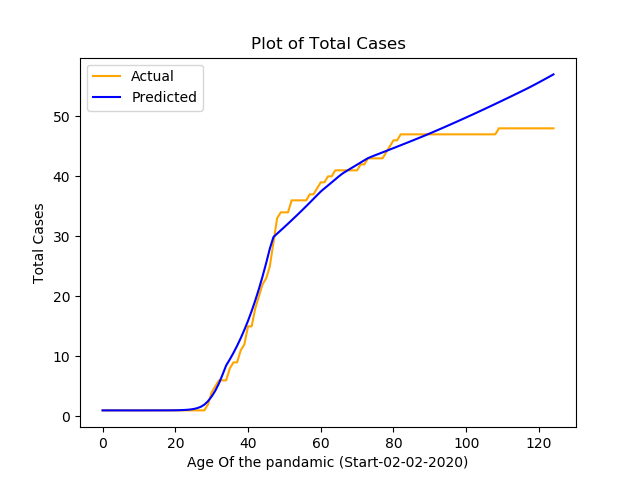 Plot of Total Cases
Actual
Predicted
Total Cases
50
40
30
20
10
0
0 20 40 60 80 100 120
Age Of the pandamic (Start-02-02-2020)